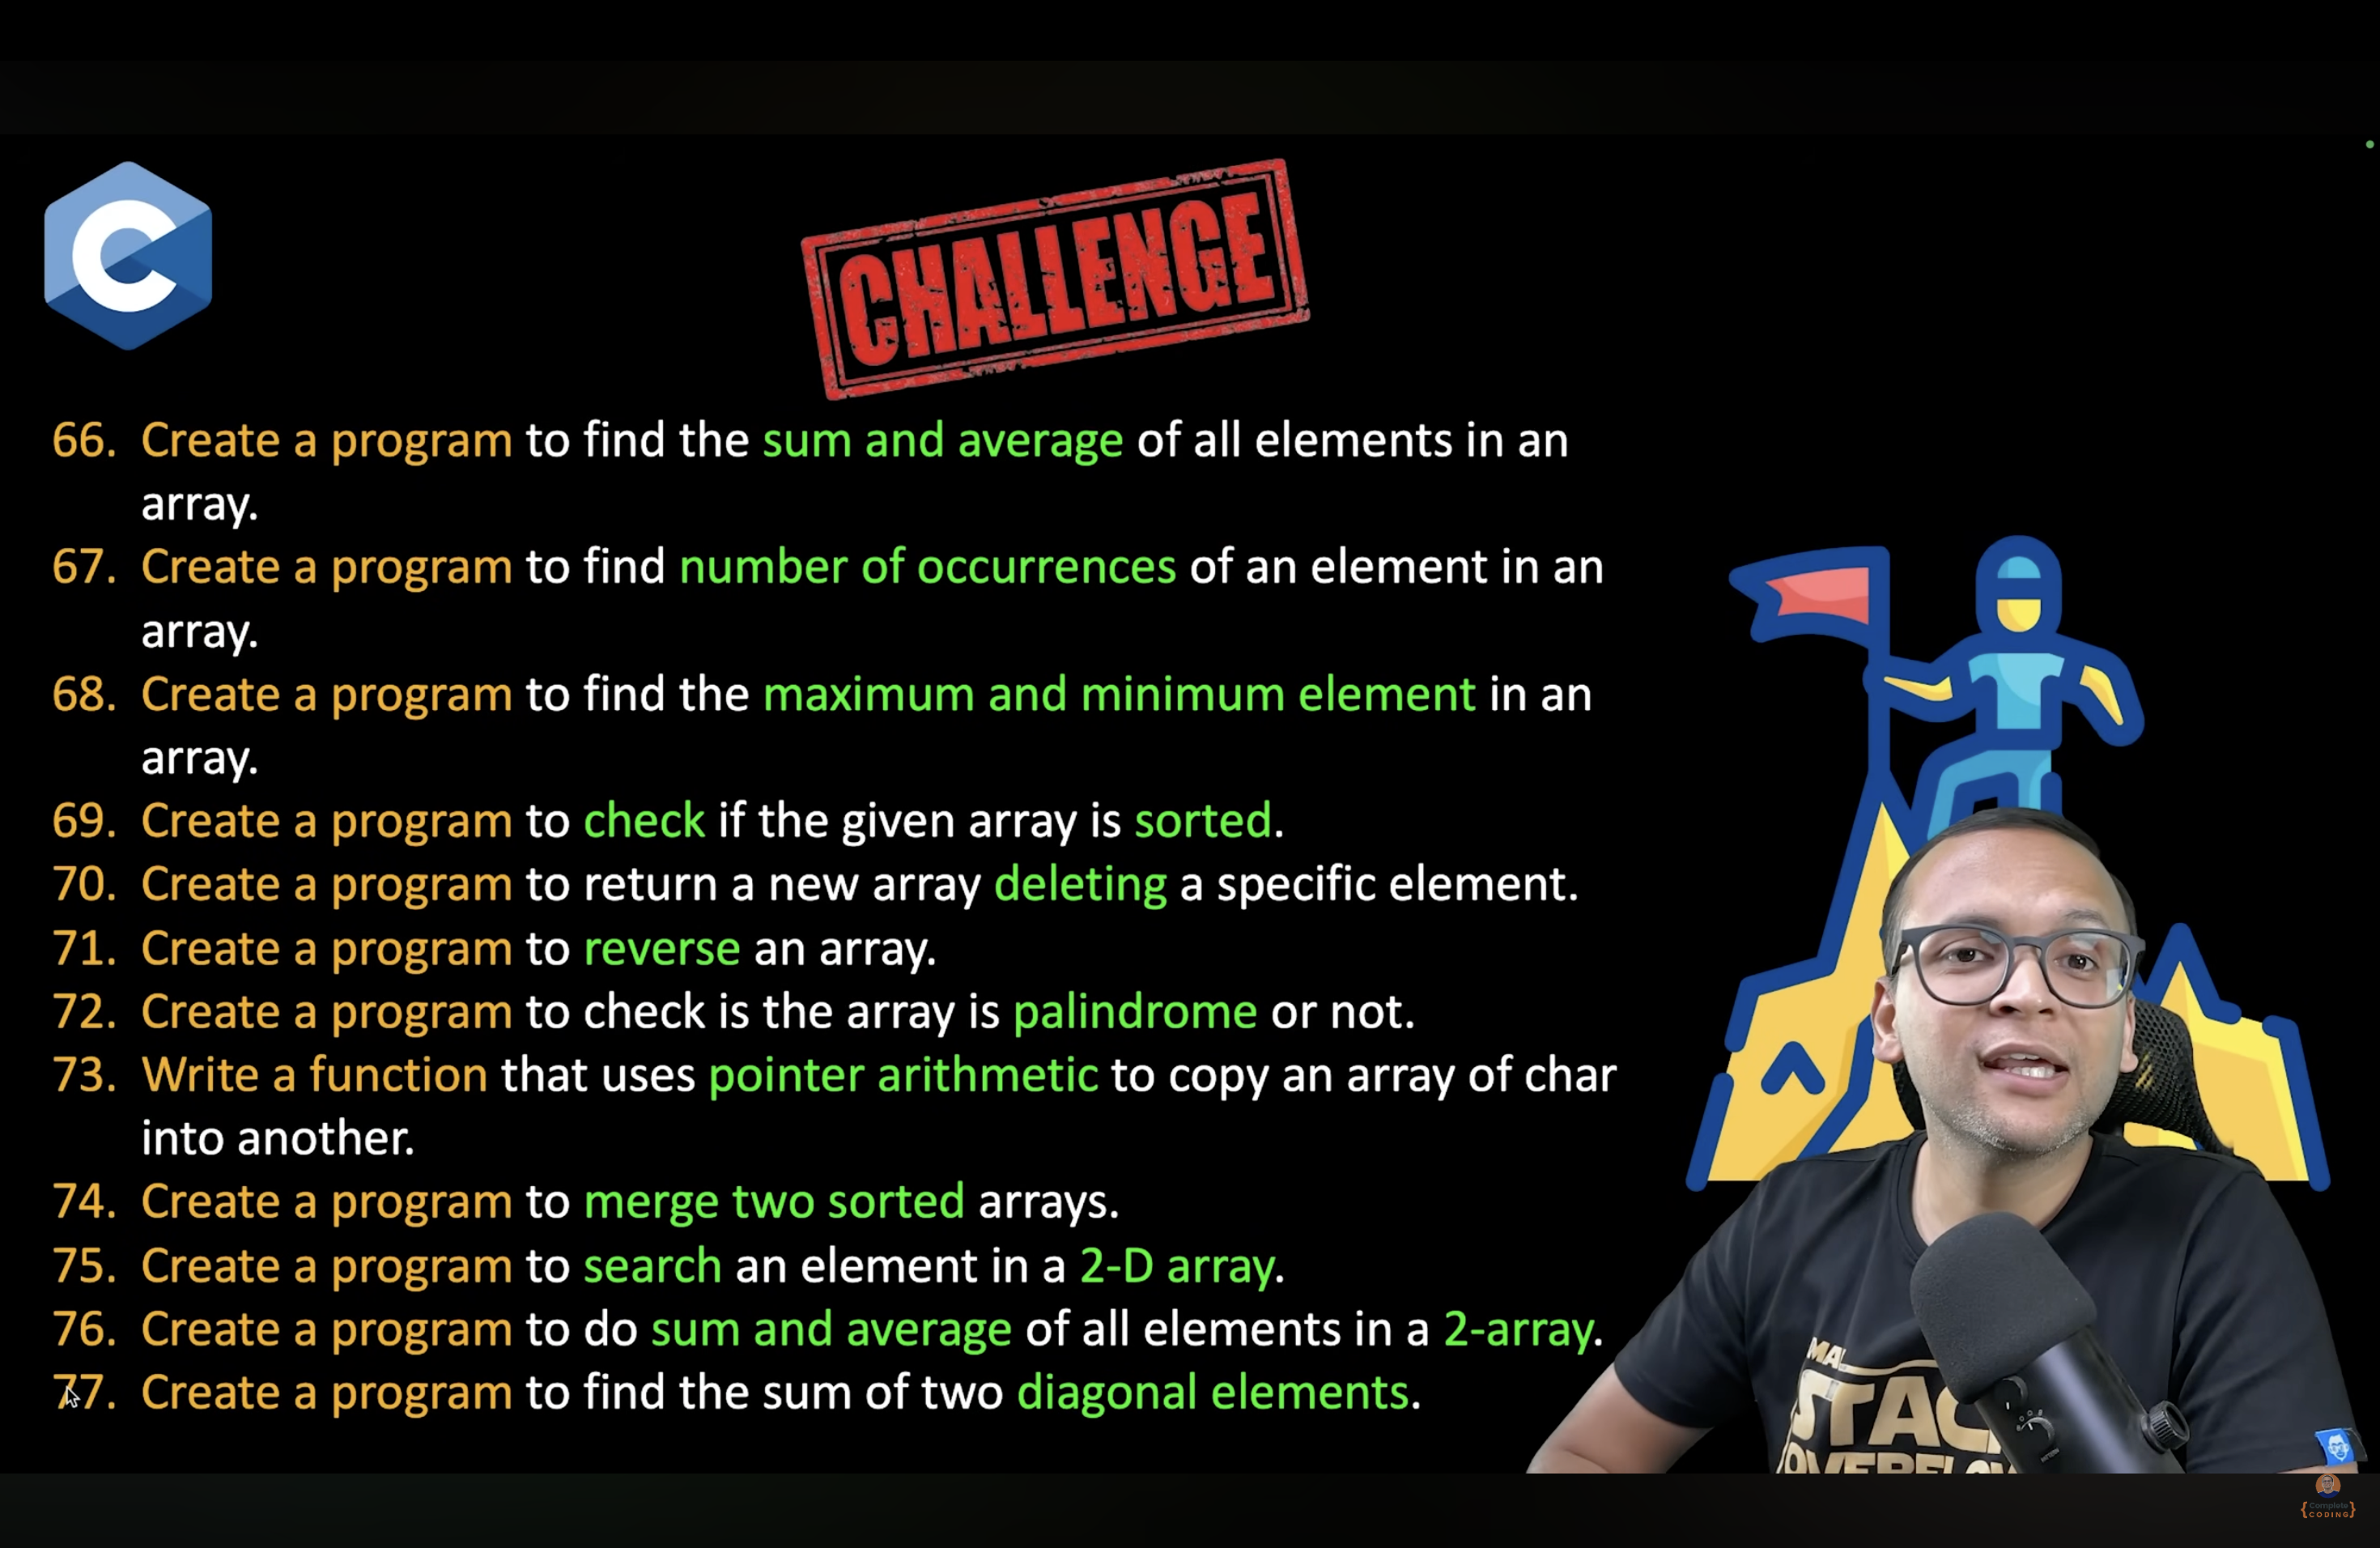 C
CHALLENGE
66. Create a program to find the sum and average of all elements in an
array.
67. Create a program to find number of occurrences of an element in an
array.
68. Create a program to find the maximum and minimum element in an
array.
69. Create a program to check if the given array is sorted.
70. Create a program to return a new array deleting a specific element.
71. Create a program to reverse an array.
72. Create a program to check is the array is palindrome or not.
73. Write a function that uses pointer arithmetic to copy an array of char
into another.
74. Create a program to merge two sorted arrays.
75. Create a program to search an element in a 2-D array.
76. Create a program to do sum and average of all elements in a 2-array.
77. Create a program to find the sum of two diagonal elements.
MA
STAC
OVERFLOW
{Complete
CODING}